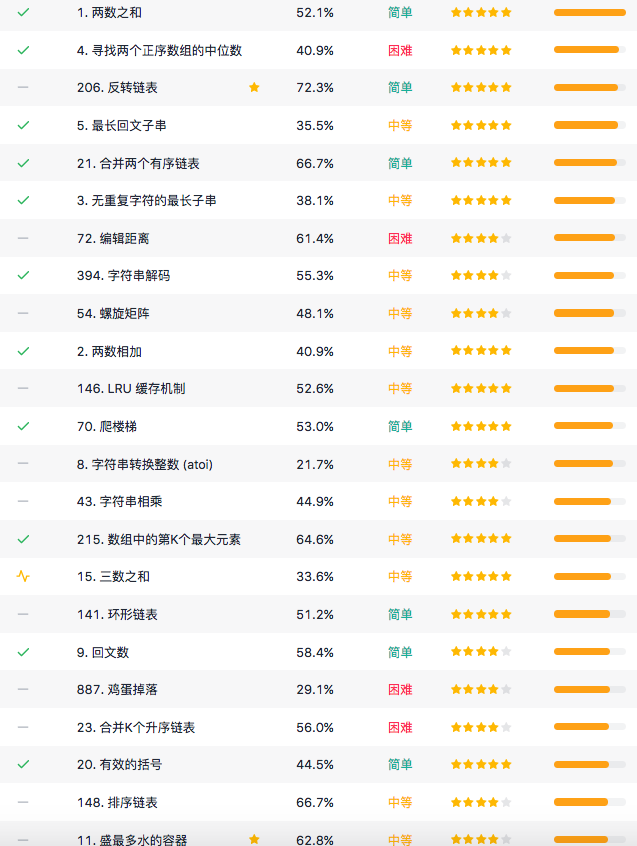 1. 两数之和 52.1% 简单
4. 寻找两个正序数组的中位数 40.9% 困难
206. 反转链表 72.3% 简单
5. 最长回文子串 35.5% 中等
21. 合并两个有序链表 66.7% 简单
3. 无重复字符的最长子串 38.1% 中等
72. 编辑距离 61.4% 困难
394. 字符串解码 55.3% 中等
54. 螺旋矩阵 48.1% 中等
2. 两数相加 40.9% 中等
146. LRU 缓存机制 52.6% 中等
70. 爬楼梯 53.0% 简单
8. 字符串转换整数 (atoi) 21.7% 中等
43. 字符串相乘 44.9% 中等
215. 数组中的第K个最大元素 64.6% 中等
15. 三数之和 33.6% 中等
141. 环形链表 51.2% 简单
9. 回文数 58.4% 简单
887. 鸡蛋掉落 29.1% 困难
23. 合并K个升序链表 56.0% 困难
20. 有效的括号 44.5% 简单
148. 排序链表 66.7% 中等
11. 盛最多水的容器 62.8% 中等